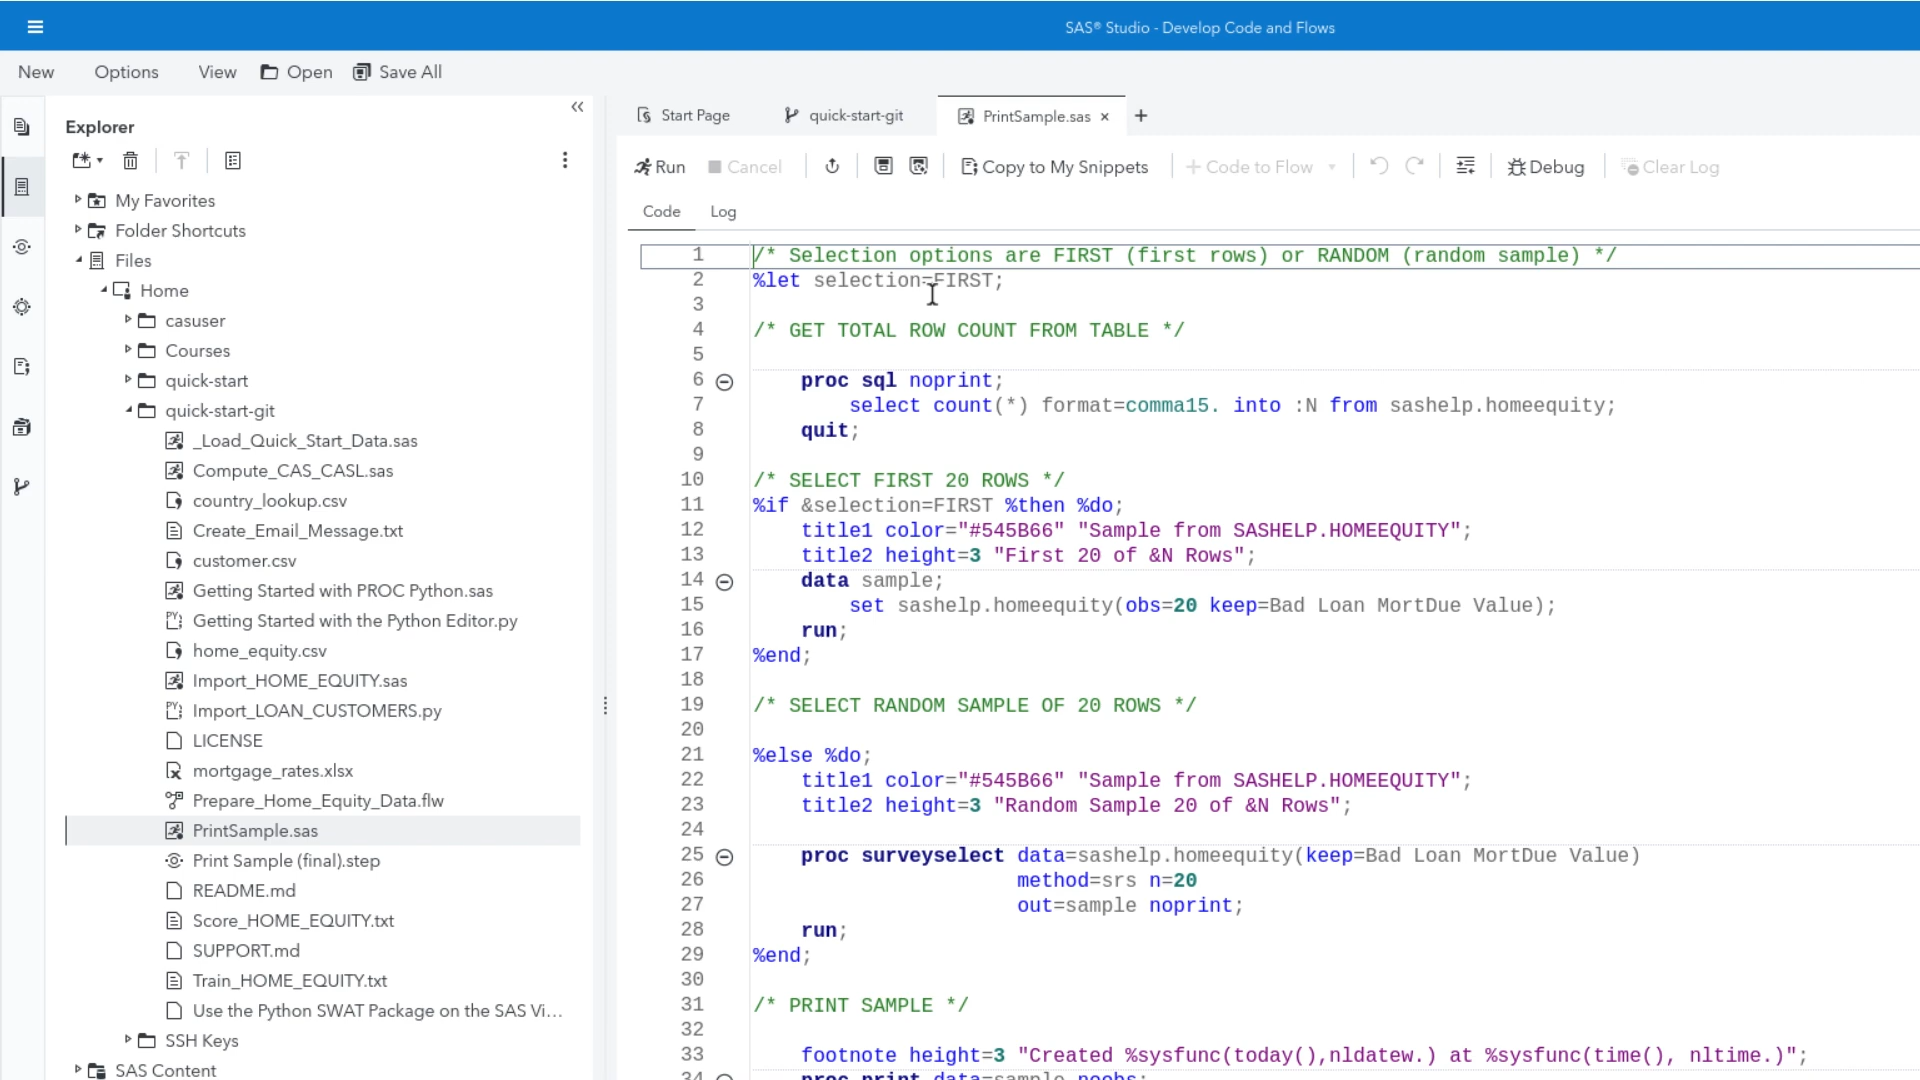 SAS® Studio - Develop Code and Flows
New Options View Open Save All
Explorer
My Favorites
Folder Shortcuts
Files
Home
casuser
Courses
quick-start
quick-start-git
_Load_Quick_Start_Data.sas
Compute_CAS_CASL.sas
country_lookup.csv
Create_Email_Message.txt
customer.csv
Getting Started with PROC Python.sas
Getting Started with the Python Editor.py
home_equity.csv
Import_HOME_EQUITY.sas
Import_LOAN_CUSTOMERS.py
LICENSE
mortgage_rates.xlsx
Prepare_Home_Equity_Data.flw
PrintSample.sas
Print Sample (final).step
README.md
Score_HOME_EQUITY.txt
SUPPORT.md
Train_HOME_EQUITY.txt
Use the Python SWAT Package on the SAS Vi...
SSH Keys
SAS Content
Start Page quick-start-git PrintSample.sas × +
Run Cancel Copy to My Snippets Code to Flow Debug Clear Log
Code Log
1 /* Selection options are FIRST (first rows) or RANDOM (random sample) */
2 %let selection=FIRST;
3
4 /* GET TOTAL ROW COUNT FROM TABLE */
5
6 proc sql noprint;
7 select count(*) format=comma15. into :N from sashelp.homeequity;
8 quit;
9
10 /* SELECT FIRST 20 ROWS */
11 %if &selection=FIRST %then %do;
12 title1 color="#545B66" "Sample from SASHELP.HOMEEQUITY";
13 title2 height=3 "First 20 of &N Rows";
14 data sample;
15 set sashelp.homeequity(obs=20 keep=Bad Loan MortDue Value);
16 run;
17 %end;
18
19 /* SELECT RANDOM SAMPLE OF 20 ROWS */
20
21 %else %do;
22 title1 color="#545B66" "Sample from SASHELP.HOMEEQUITY";
23 title2 height=3 "Random Sample 20 of &N Rows";
24
25 proc surveyselect data=sashelp.homeequity(keep=Bad Loan MortDue Value)
26 method=srs n=20
27 out=sample noprint;
28 run;
29 %end;
30
31 /* PRINT SAMPLE */
32
33 footnote height=3 "Created %sysfunc(today(),nldatew.) at %sysfunc(time(), nltime.)";
34 proc print data=sample noobs;